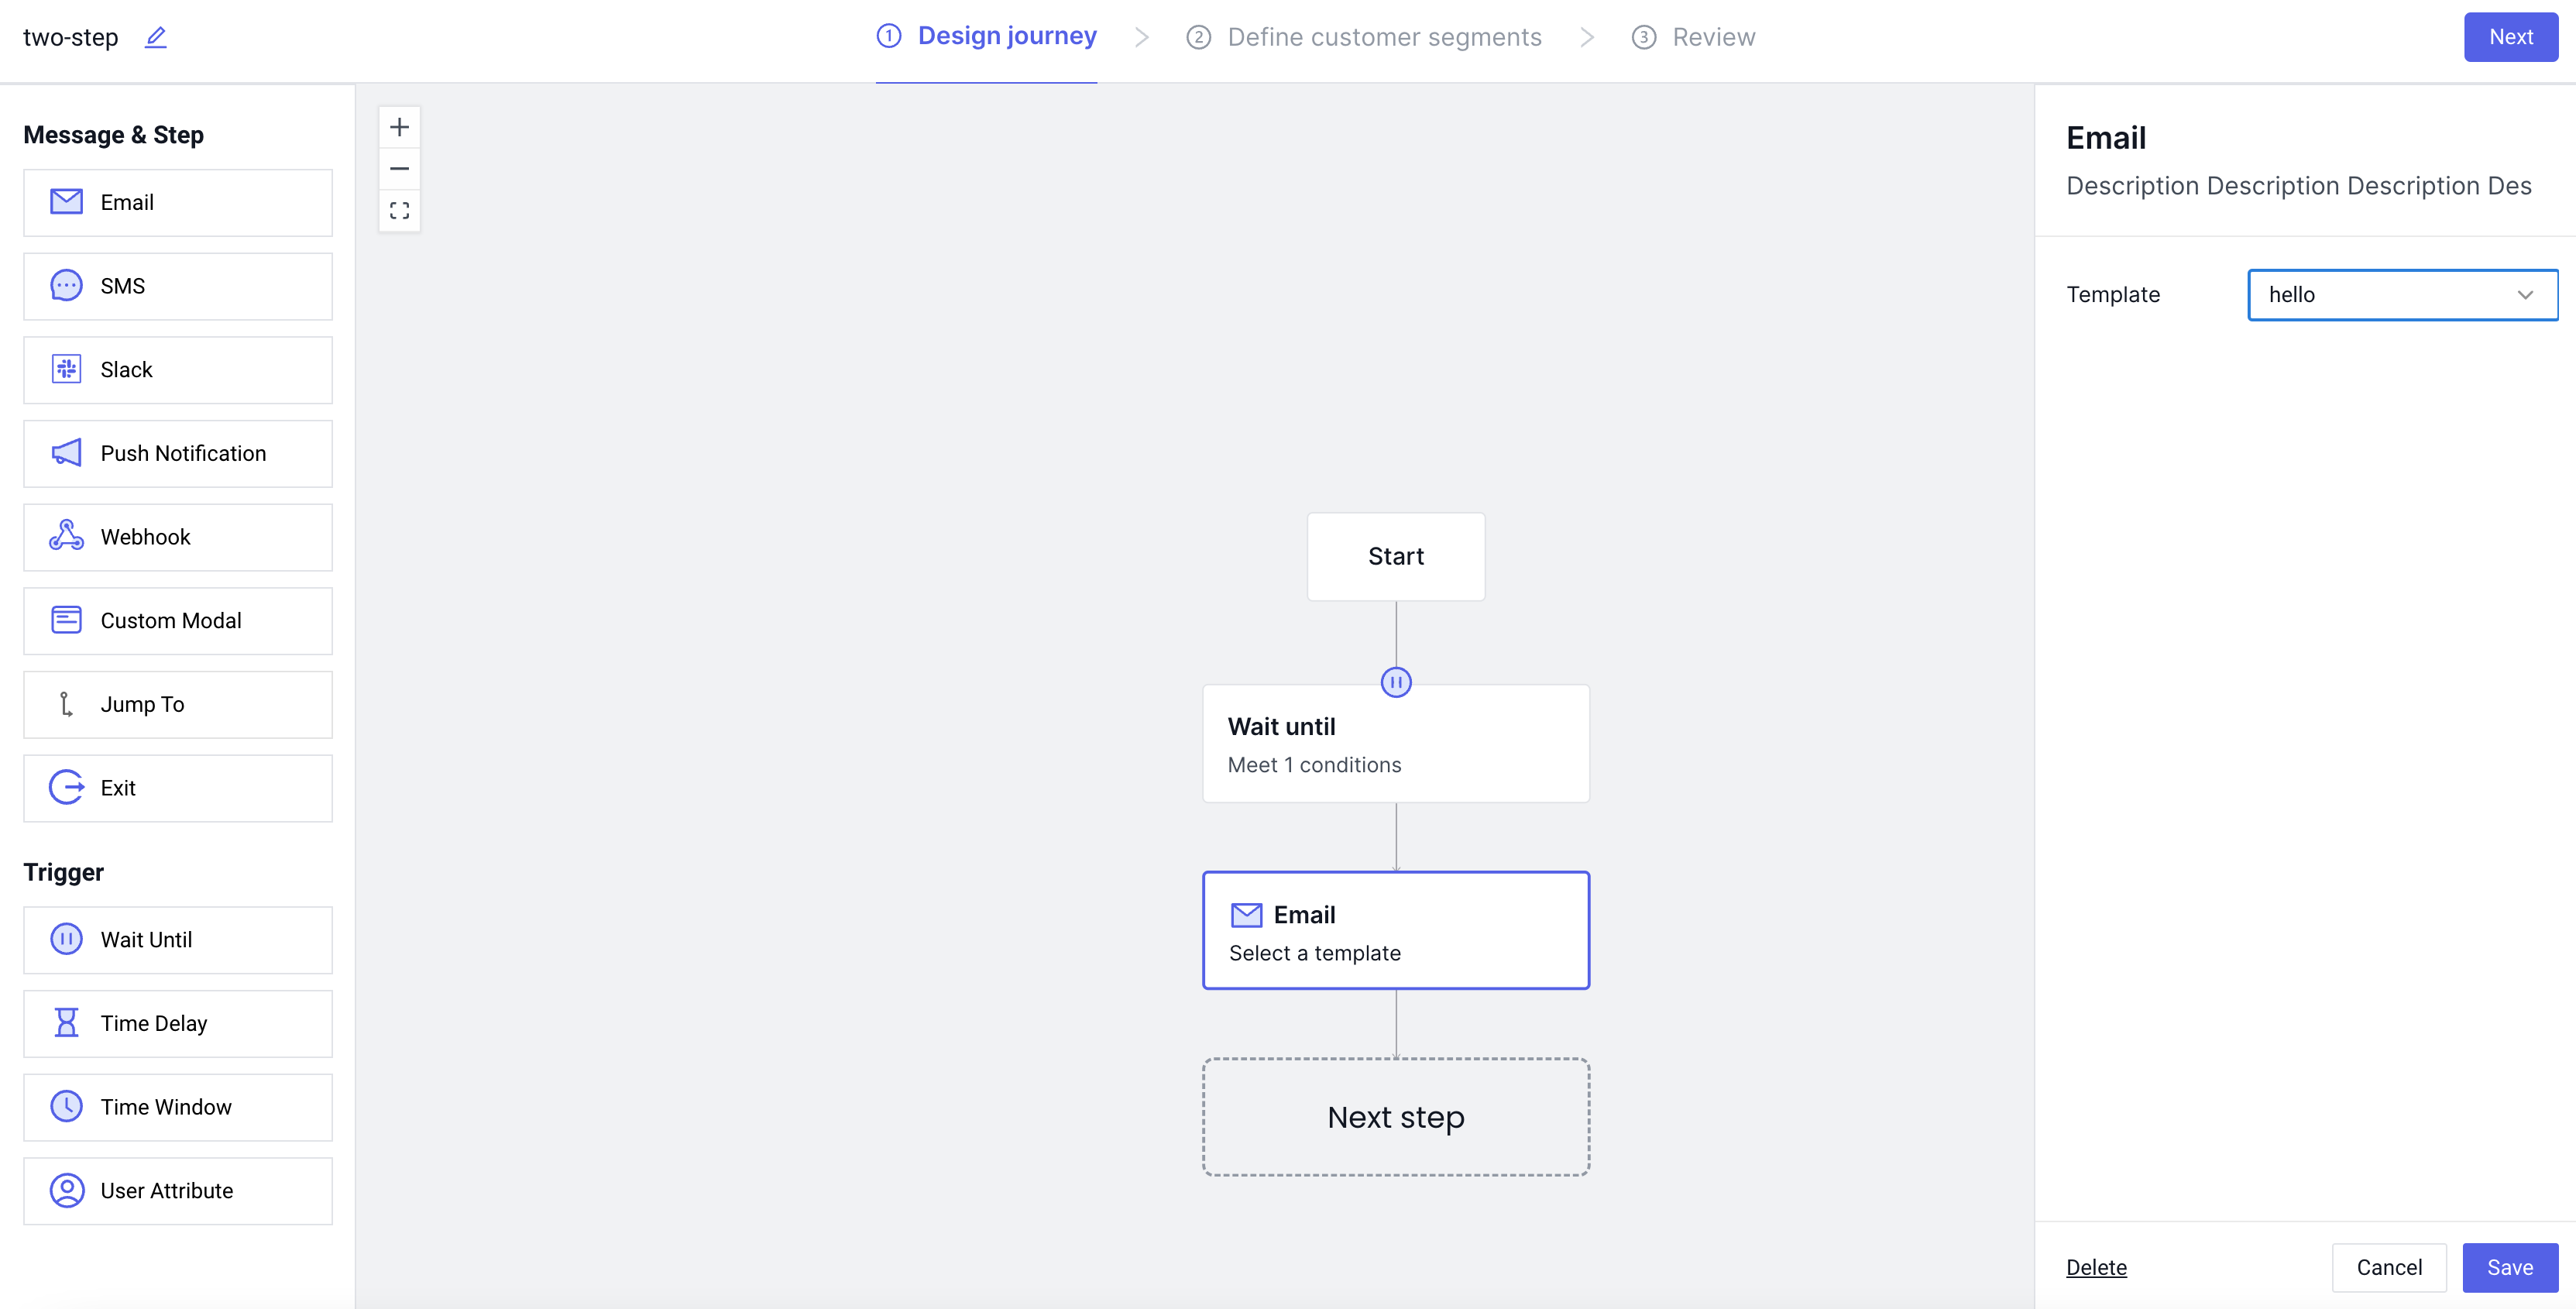 two-step
1 Design journey
2 Define customer segments
3 Review
Next
Message & Step
Email
SMS
Slack
Push Notification
Webhook
Custom Modal
Jump To
Exit
Trigger
Wait Until
Time Delay
Time Window
User Attribute
Start
Wait until
Meet 1 conditions
Email
Select a template
Next step
Email
Description Description Description Des
Template
hello
Delete
Cancel
Save